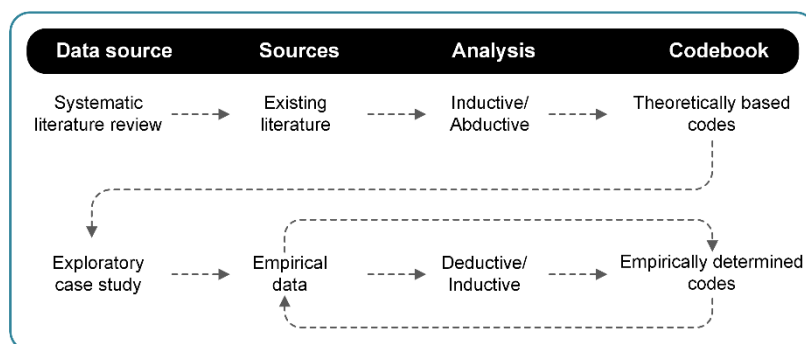 Data source Sources Analysis Codebook
Systematic Existing Inductive/ Theoretically based
literature review literature Abductive codes
Exploratory Empirical Deductive/ Empirically determined
case study data Inductive codes